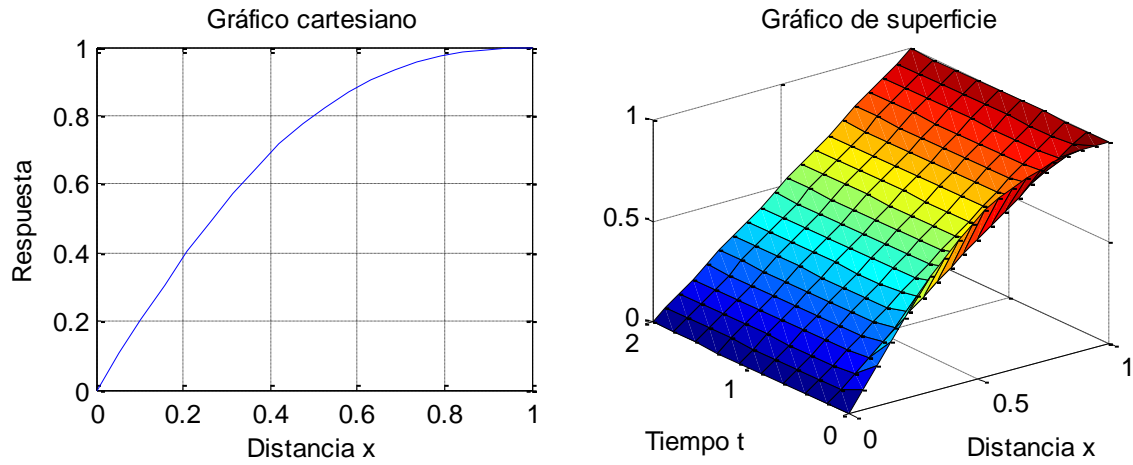 Gráfico cartesiano
1
0.8
0.6
0.4
0.2
0
Respuesta
0 0.2 0.4 0.6 0.8 1
Distancia x
Gráfico de superficie
1
0.5
0
2
1
0
Tiempo t
0
0.5
1
Distancia x